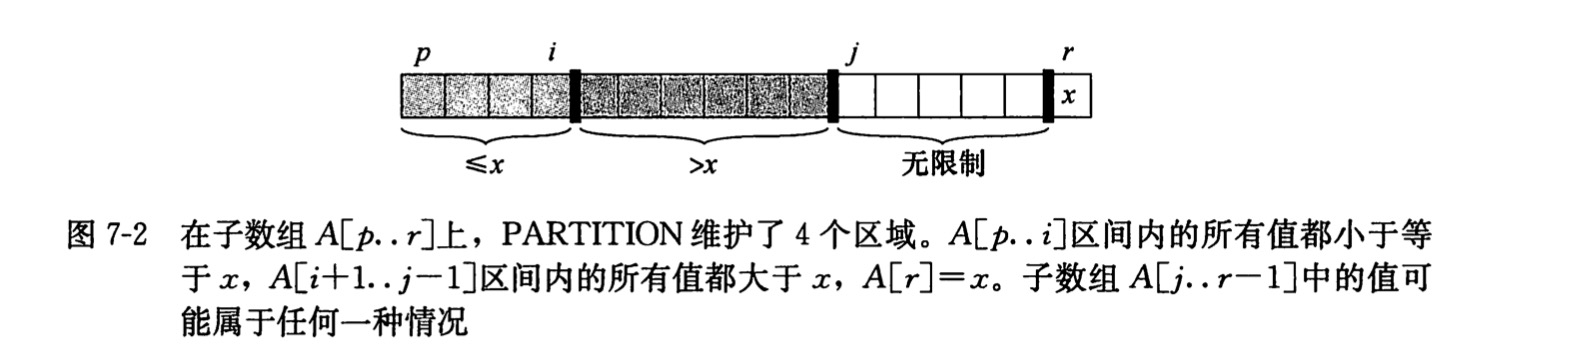 p i j r
x
≤x >x 无限制
图 7-2 在子数组 A[p..r]上，PARTITION 维护了 4 个区域。A[p..i]区间内的所有值都小于等
于 x，A[i+1..j-1]区间内的所有值都大于 x，A[r]=x。子数组 A[j..r-1]中的值可
能属于任何一种情况